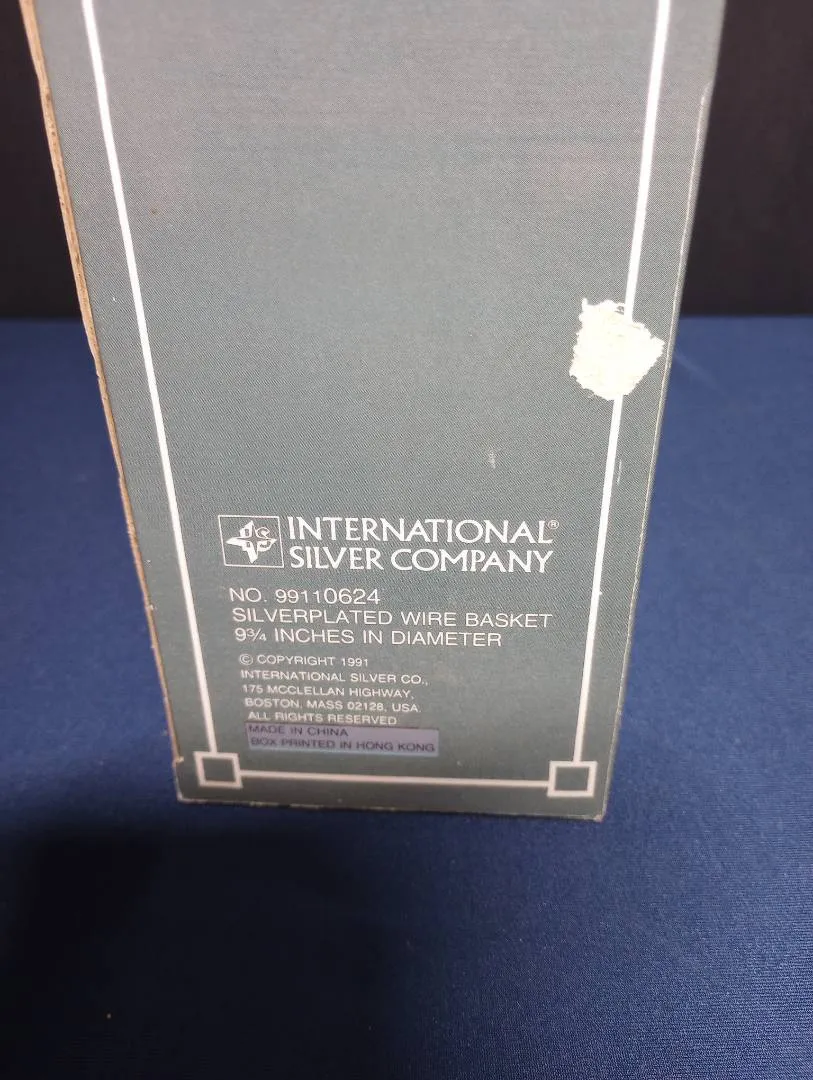 INTERNATIONAL®
SILVER COMPANY
NO. 99110624
SILVERPLATED WIRE BASKET
9¾ INCHES IN DIAMETER
© COPYRIGHT 1991
INTERNATIONAL SILVER CO.,
175 MCCLELLAN HIGHWAY,
BOSTON, MASS 02128, USA.
ALL RIGHTS RESERVED
MADE IN CHINA
BOX PRINTED IN HONG KONG